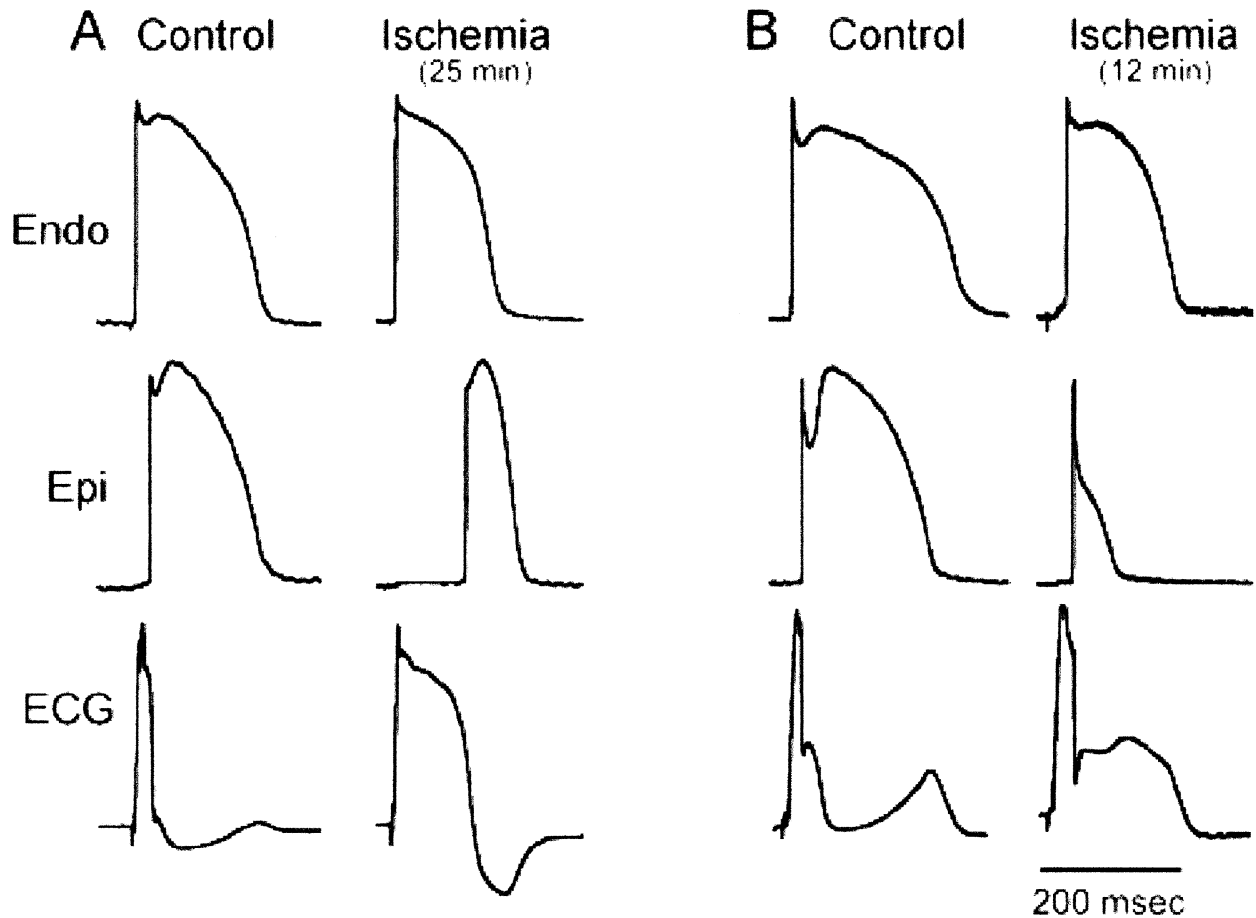 A Control Ischemia B Control Ischemia
(25 min) (12 min)
Endo
Epi
ECG
200 msec